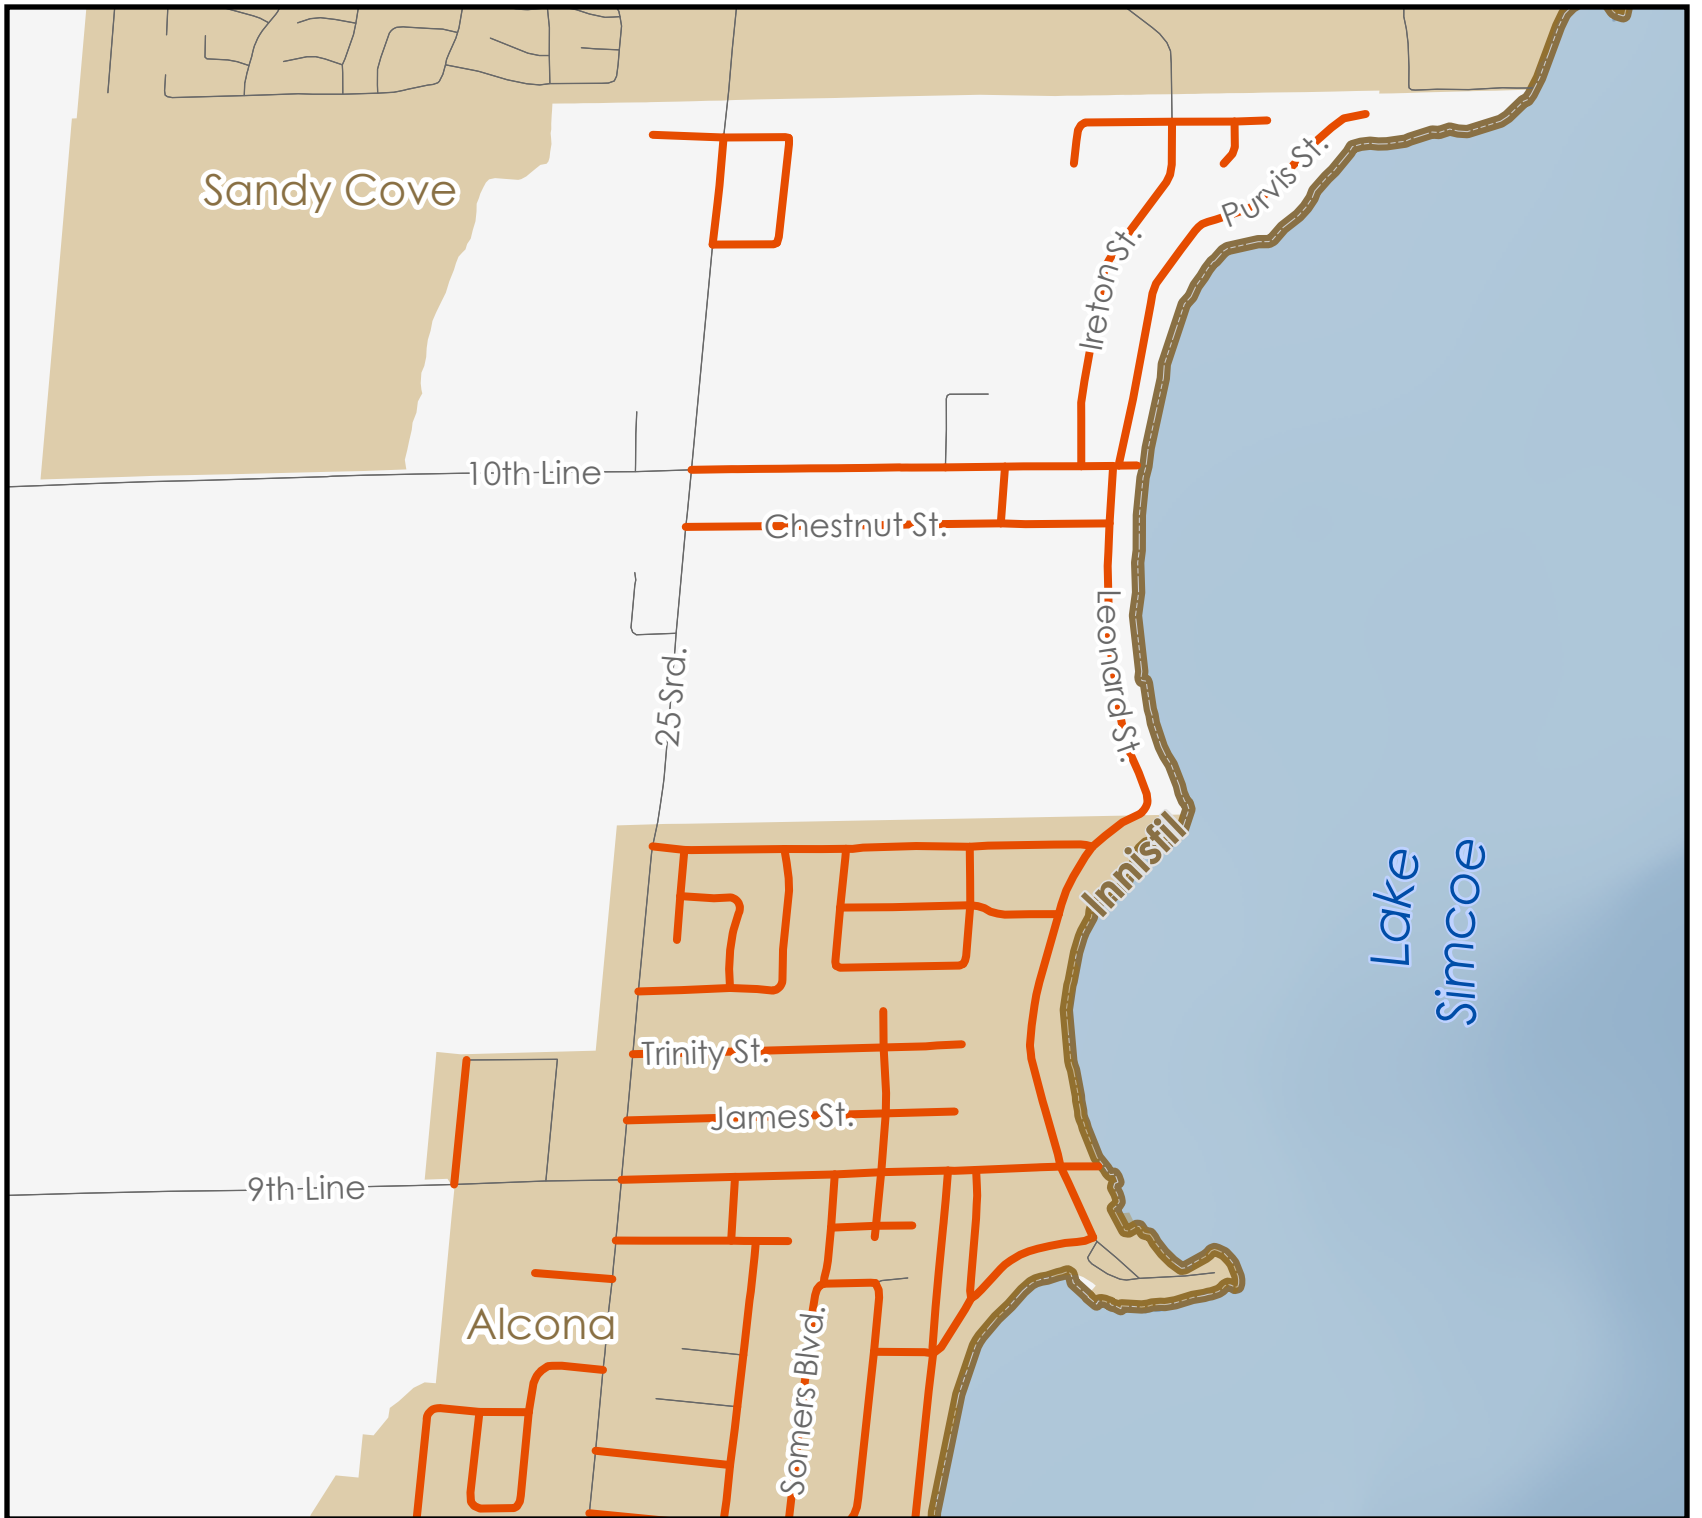 Sandy Cove
Purvis St.
Ireton St.
10th Line
Chestnut St.
Leonard St.
25 Srd.
Innisfil
Lake
Simcoe
Trinity St.
James St.
9th Line
Alcona
Somers Blvd.